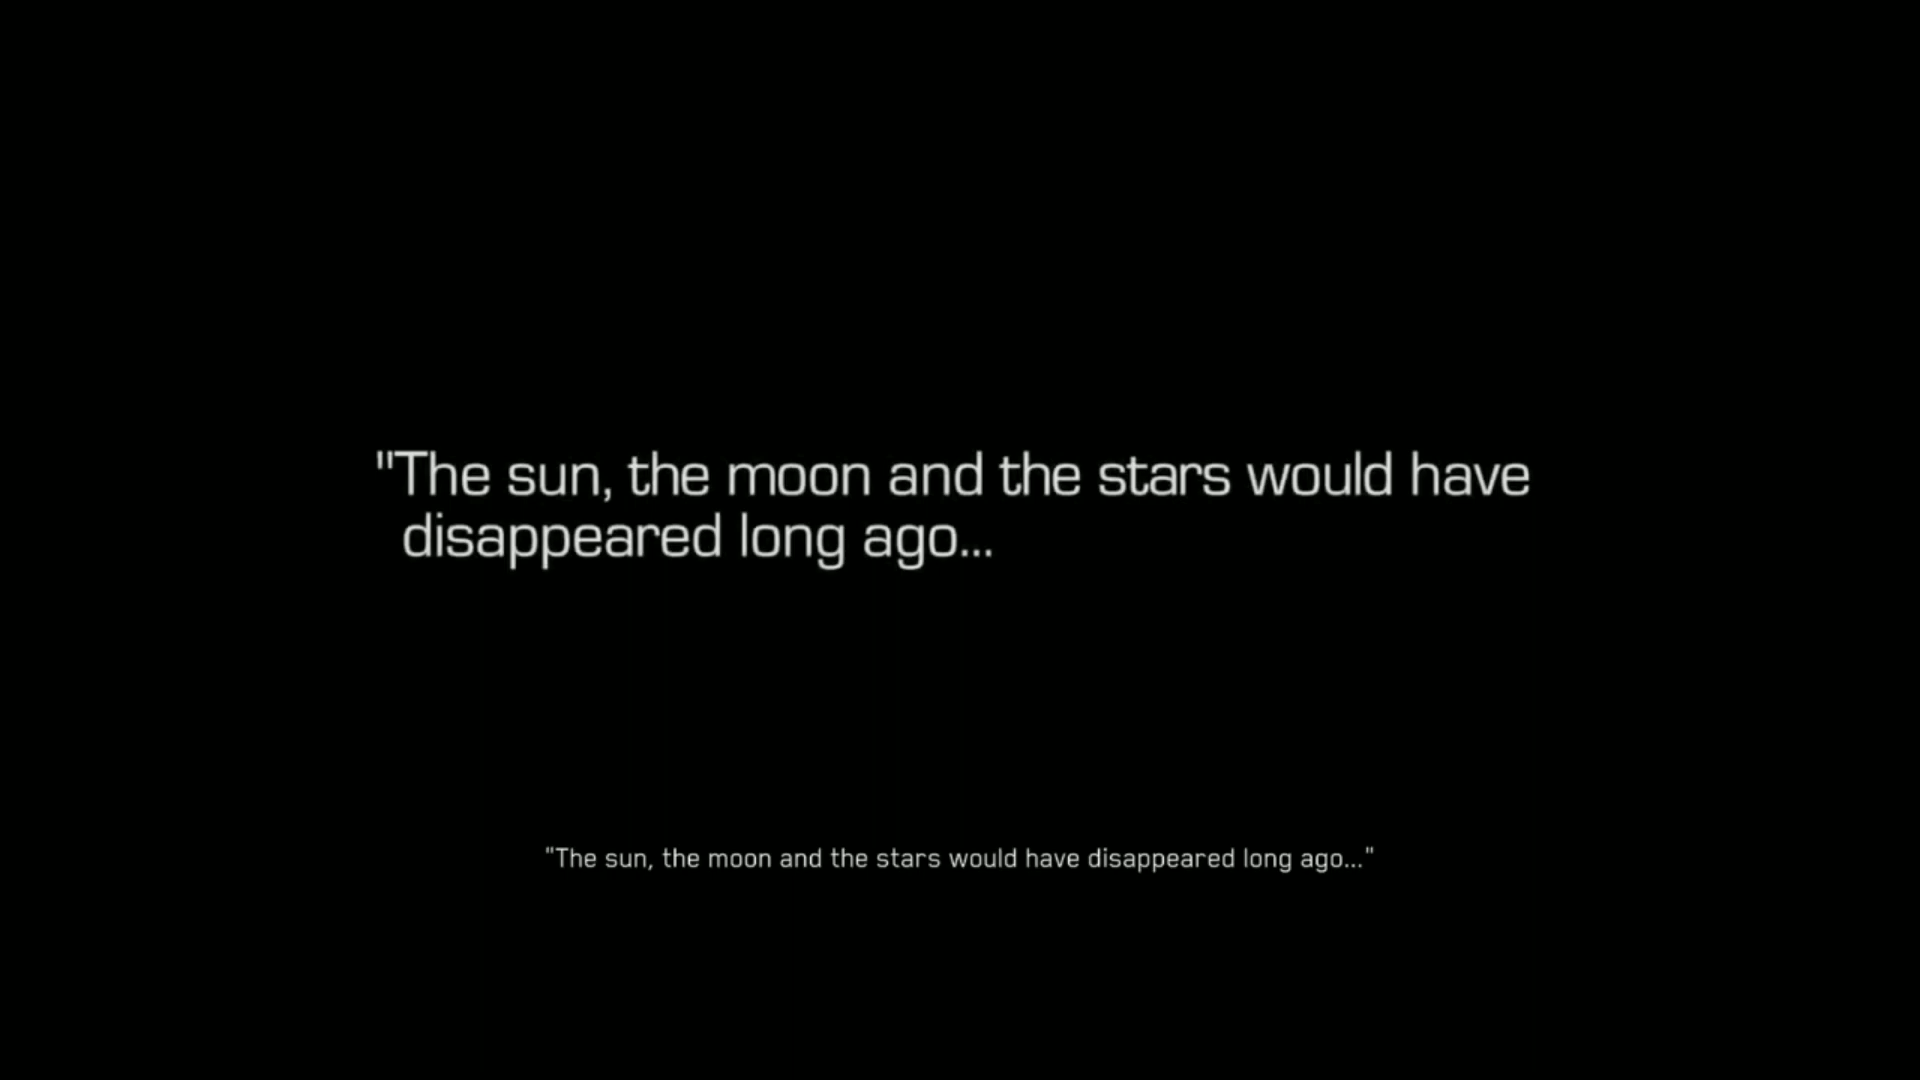 "The sun, the moon and the stars would have
disappeared long ago...
"The sun, the moon and the stars would have disappeared long ago..."